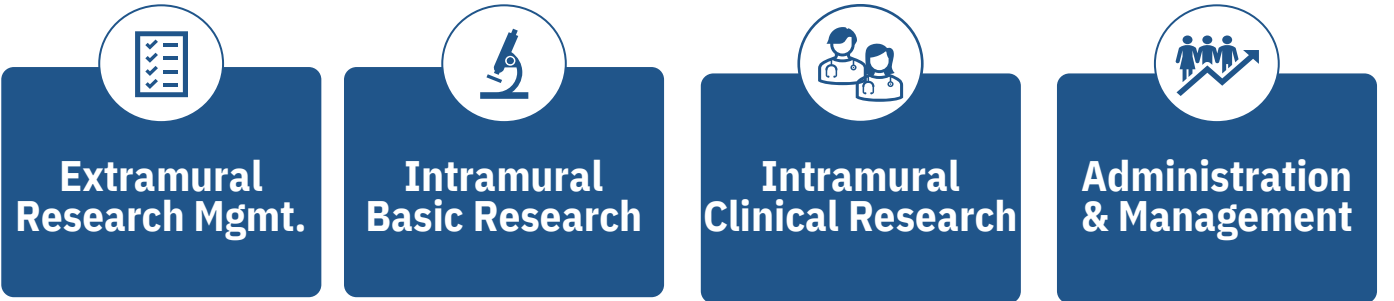 Extramural
Research Mgmt.
Intramural
Basic Research
Intramural
Clinical Research
Administration
& Management